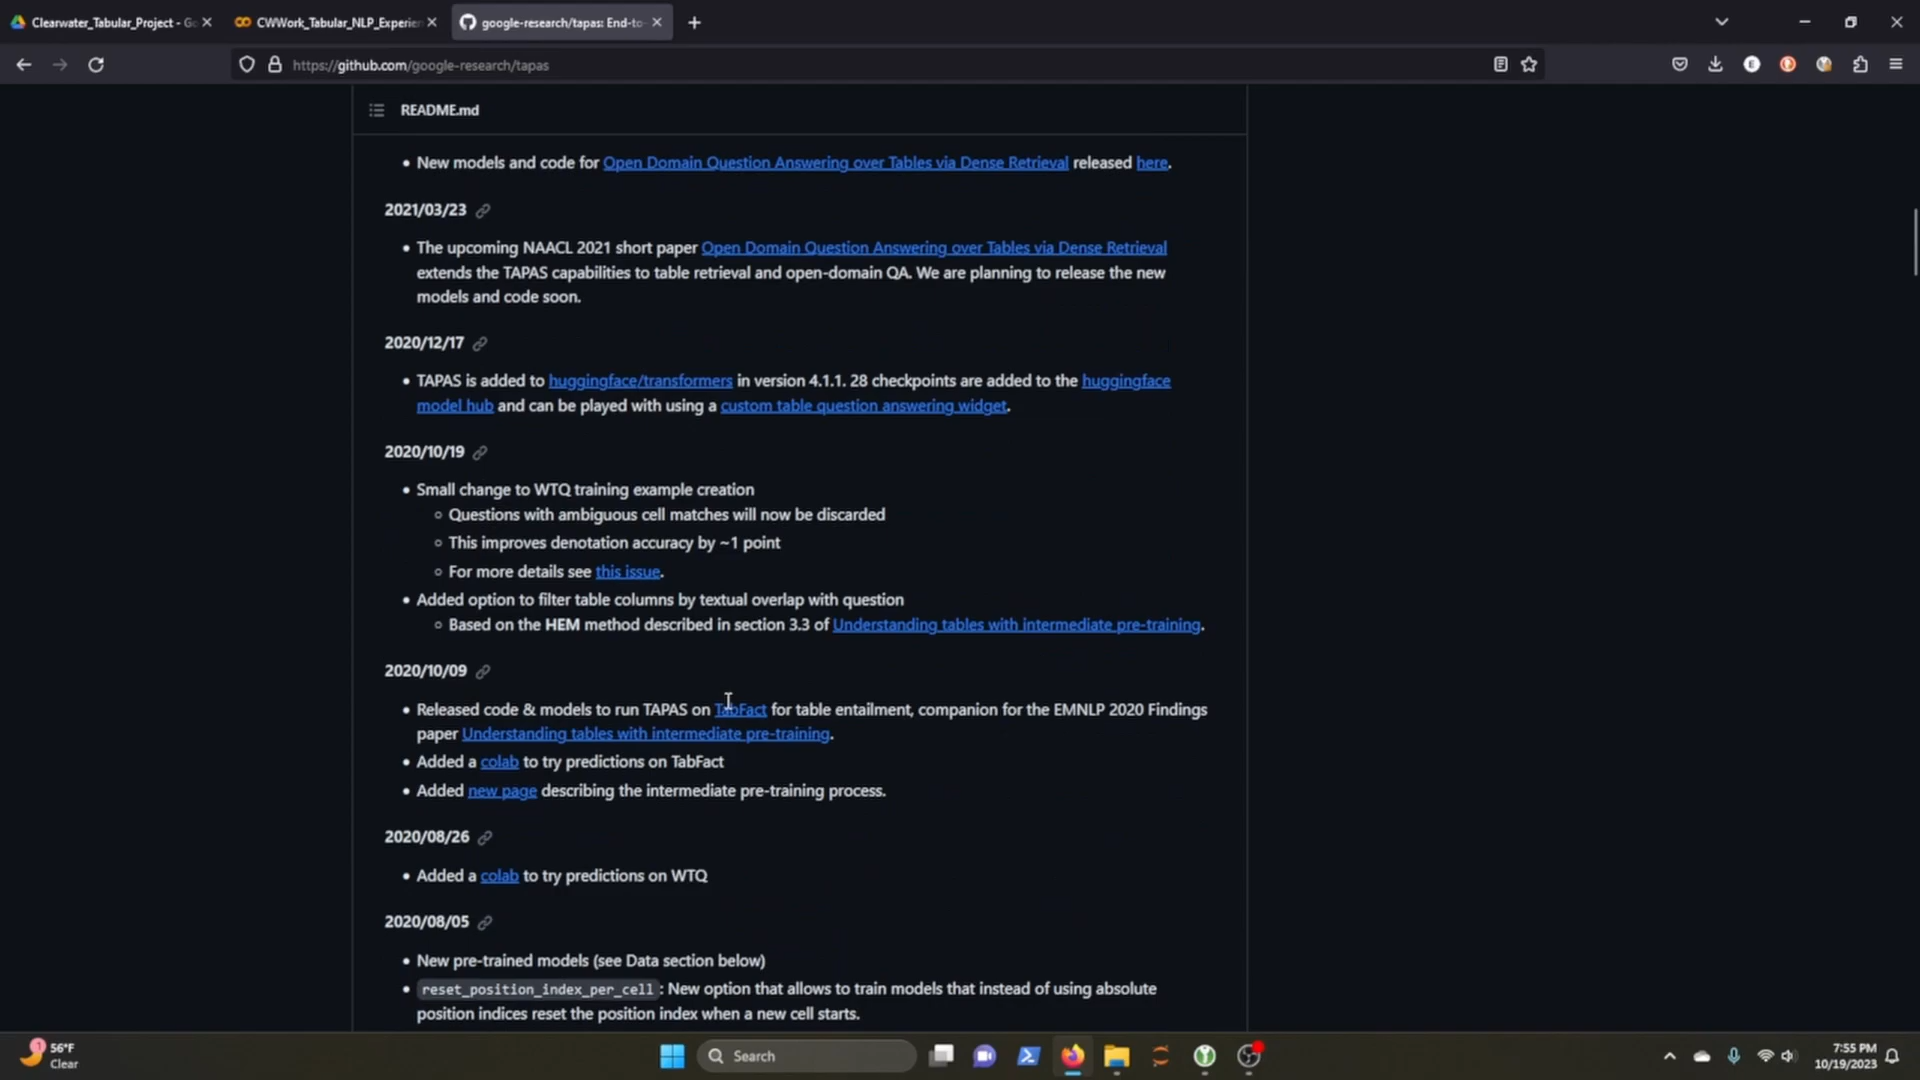 Clearwater_Tabular_Project - Go
CWWork_Tabular_NLP_Experien
google-research/tapas: End-to-
https://github.com/google-research/tapas
README.md
New models and code for Open Domain Question Answering over Tables via Dense Retrieval released here.
2021/03/23
The upcoming NAACL 2021 short paper Open Domain Question Answering over Tables via Dense Retrieval
extends the TAPAS capabilities to table retrieval and open-domain QA. We are planning to release the new
models and code soon.
2020/12/17
TAPAS is added to huggingface/transformers in version 4.1.1. 28 checkpoints are added to the huggingface
model hub and can be played with using a custom table question answering widget.
2020/10/19
Small change to WTQ training example creation
Questions with ambiguous cell matches will now be discarded
This improves denotation accuracy by ~1 point
For more details see this issue.
Added option to filter table columns by textual overlap with question
Based on the HEM method described in section 3.3 of Understanding tables with intermediate pre-training.
2020/10/09
Released code & models to run TAPAS on TabFact for table entailment, companion for the EMNLP 2020 Findings
paper Understanding tables with intermediate pre-training.
Added a colab to try predictions on TabFact
Added new page describing the intermediate pre-training process.
2020/08/26
Added a colab to try predictions on WTQ
2020/08/05
New pre-trained models (see Data section below)
reset_position_index_per_cell: New option that allows to train models that instead of using absolute
position indices reset the position index when a new cell starts.
1
56°F
Clear
Search
7:55 PM
10/19/2023